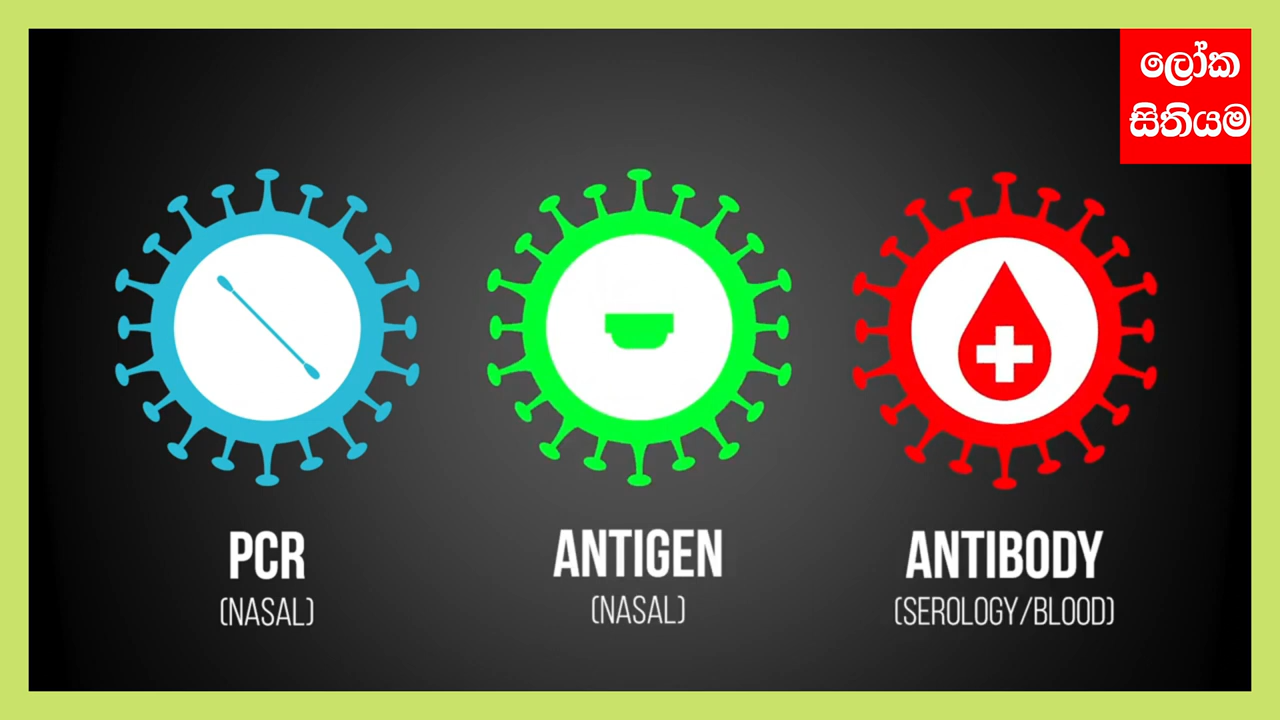 ලෝක
සිතියම
PCR
(NASAL)
ANTIGEN
(NASAL)
ANTIBODY
(SEROLOGY/BLOOD)